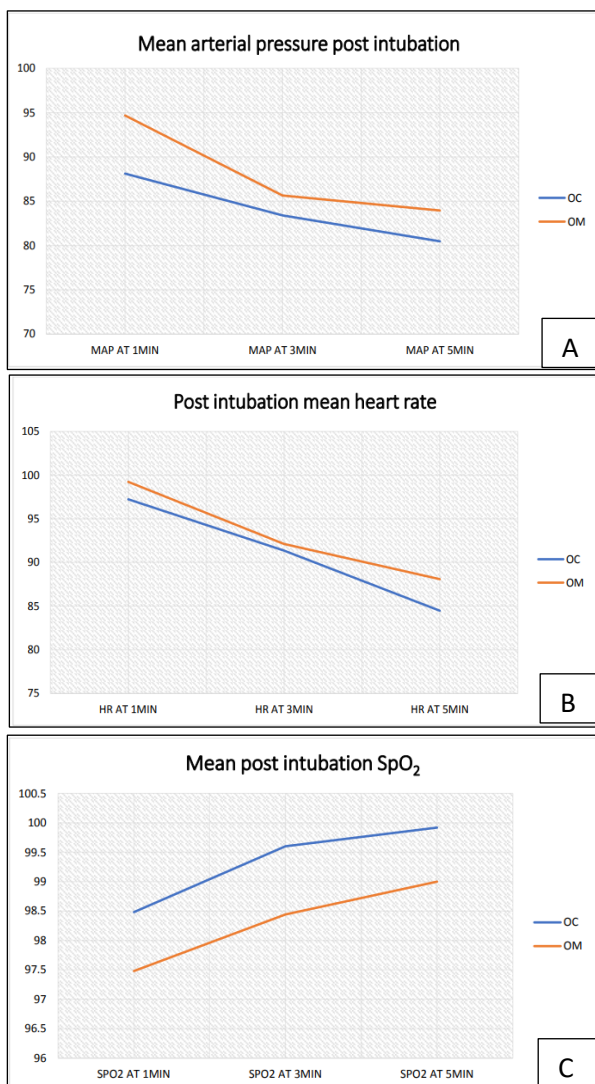 Mean arterial pressure post intubation
100
95
90
85
80
75
70
OC
OM
MAP AT 1MIN MAP AT 3MIN MAP AT 5MIN
A
Post intubation mean heart rate
105
100
95
90
85
80
75
OC
OM
HR AT 1MIN HR AT 3MIN HR AT 5MIN
B
Mean post intubation SpO₂
100.5
100
99.5
99
98.5
98
97.5
97
96.5
96
OC
OM
SPO2 AT 1MIN SPO2 AT 3MIN SPO2 AT 5MIN
C